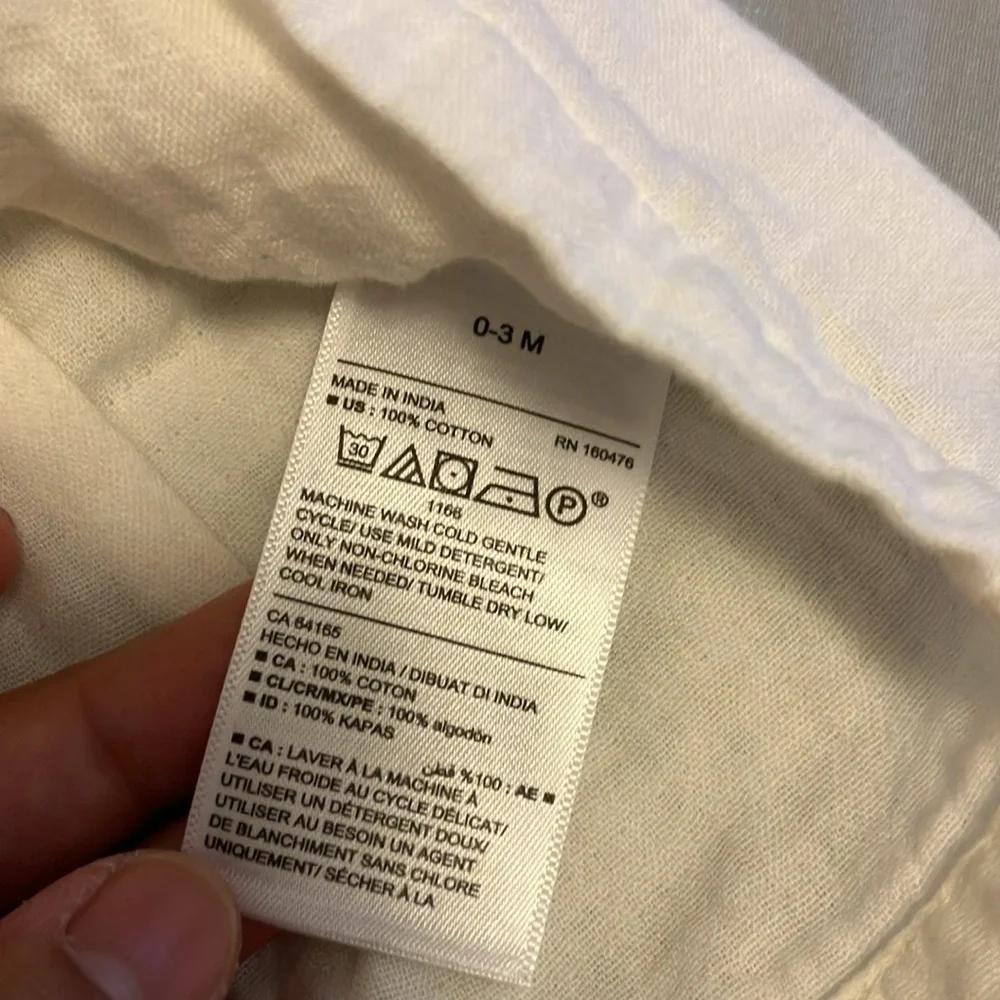 0-3 M
MADE IN INDIA
■ US : 100% COTTON
RN 160476
30
P®
1166
MACHINE WASH COLD GENTLE
CYCLE/ USE MILD DETERGENT/
ONLY NON-CHLORINE BLEACH
WHEN NEEDED/ TUMBLE DRY LOW/
COOL IRON
CA 64165
HECHO EN INDIA / DIBUAT DI INDIA
■ CA : 100% COTON
■ CL/CR/MX/PE : 100% algodón
■ ID : 100% KAPAS
■ AE : 100% قطن
■ CA : LAVER À LA MACHINE À
L'EAU FROIDE AU CYCLE DÉLICAT/
UTILISER UN DÉTERGENT DOUX/
UTILISER AU BESOIN UN AGENT
DE BLANCHIMENT SANS CHLORE
UNIQUEMENT/ SÉCHER À LA